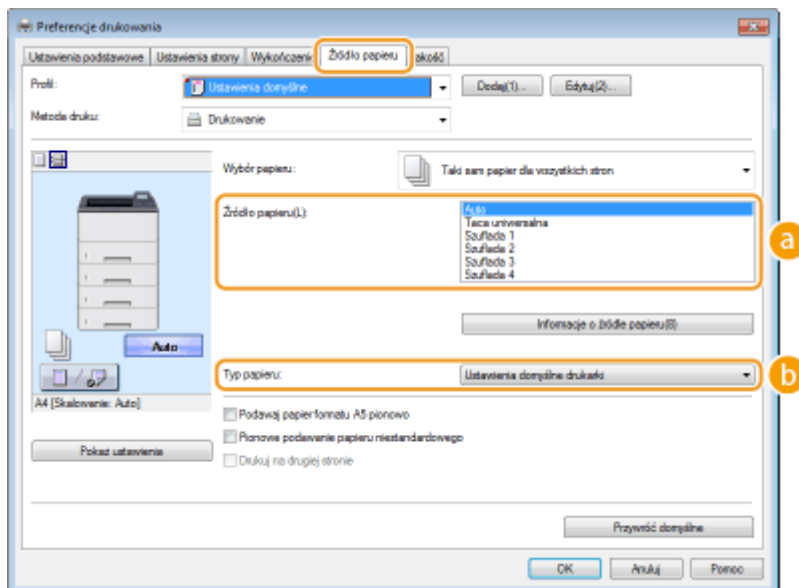 Preferencje drukowania
Ustawienia podstawowe Ustawienia strony Wykończenie Źródło papieru Jakość
Profil: Ustawienia domyślne Dodaj(1)... Edytuj(2)...
Metoda druku: Drukowanie
Wybór papieru: Taki sam papier dla wszystkich stron
Źródło papieru(L): Auto
Taca uniwersalna
Szuflada 1
Szuflada 2
Szuflada 3
Szuflada 4
a
Informacje o źródle papieru(8)
Auto
Typ papieru: Ustawienia domyślne drukarki
b
A4 [Skalowanie: Auto]
Podawaj papier formatu A5 pionowo
Pionowe podawanie papieru niestandardowego
Pokaż ustawienia
Drukuj na drugiej stronie
Przywróć domyślne
OK Anuluj Pomoc